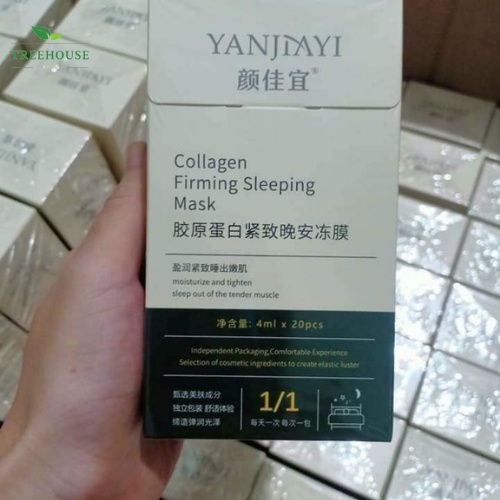 TREEHOUSE
YANJIAYI
颜佳宜®
Collagen
Firming Sleeping
Mask
胶原蛋白紧致晚安冻膜
盈润紧致睡出嫩肌
moisturize and tighten
sleep out of the tender muscle
净含量: 4ml x 20pcs
Independent Packaging,Comfortable Experience
Selection of cosmetic ingredients to create elastic luster
甄选美肤成分
独立包装 舒适体验
缔造弹润光泽
1/1
每天一次 每次一包